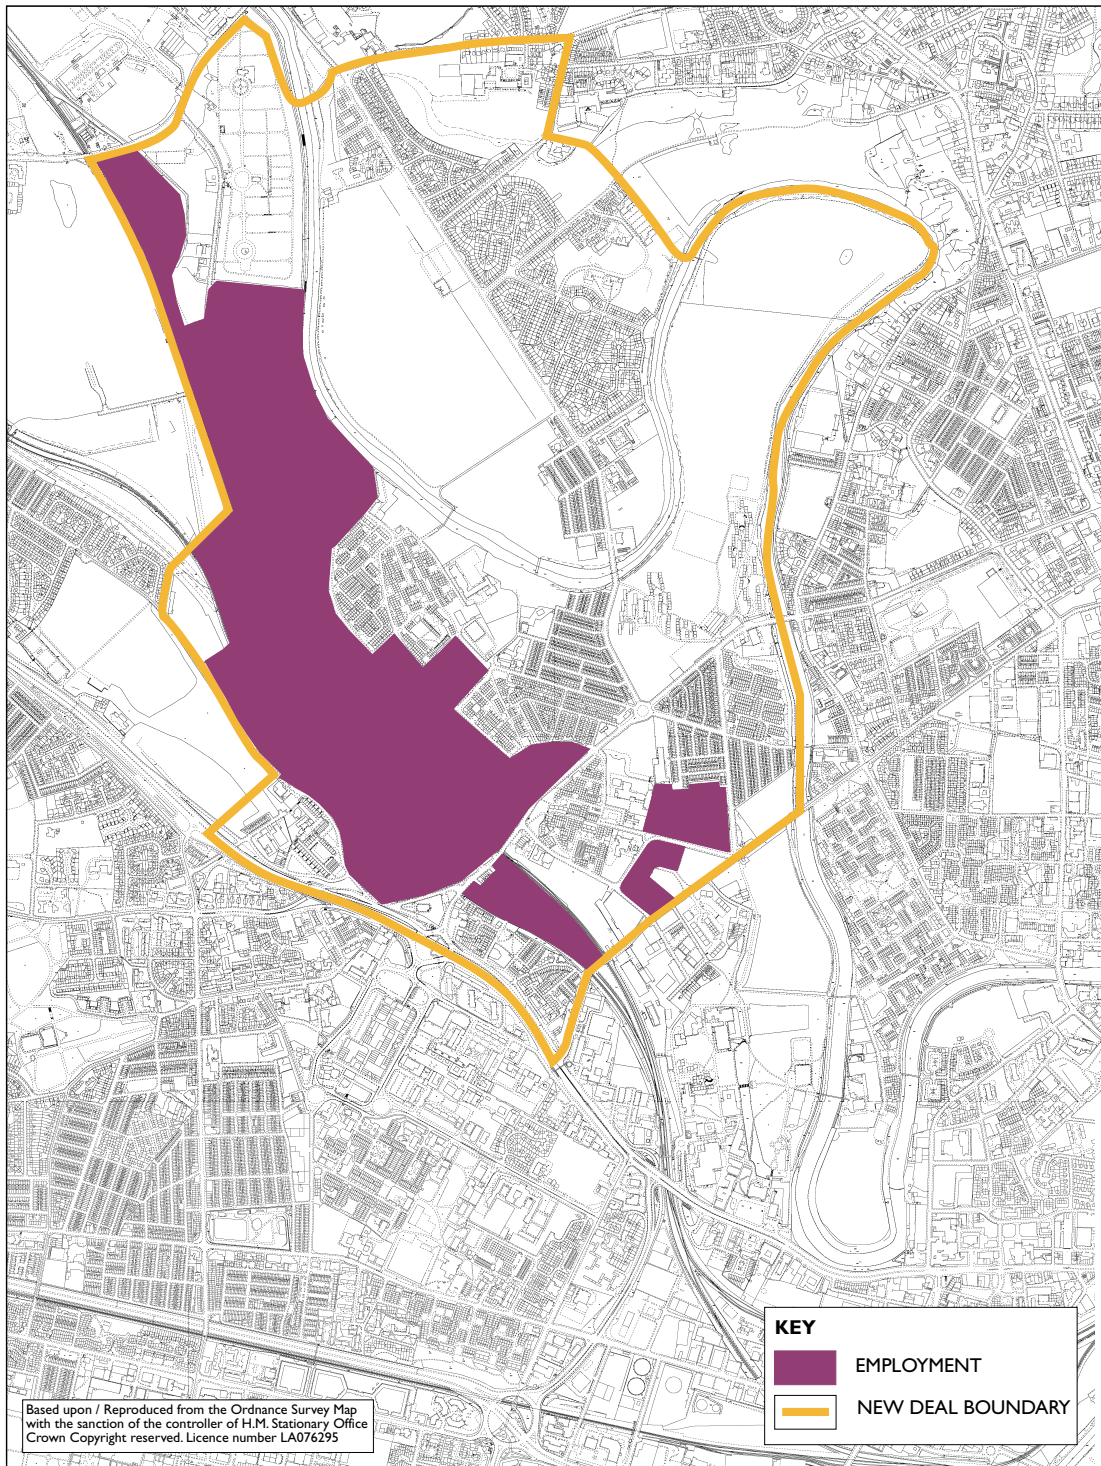 KEY
EMPLOYMENT
NEW DEAL BOUNDARY
Based upon / Reproduced from the Ordnance Survey Map
with the sanction of the controller of H.M. Stationary Office
Crown Copyright reserved. Licence number LA076295